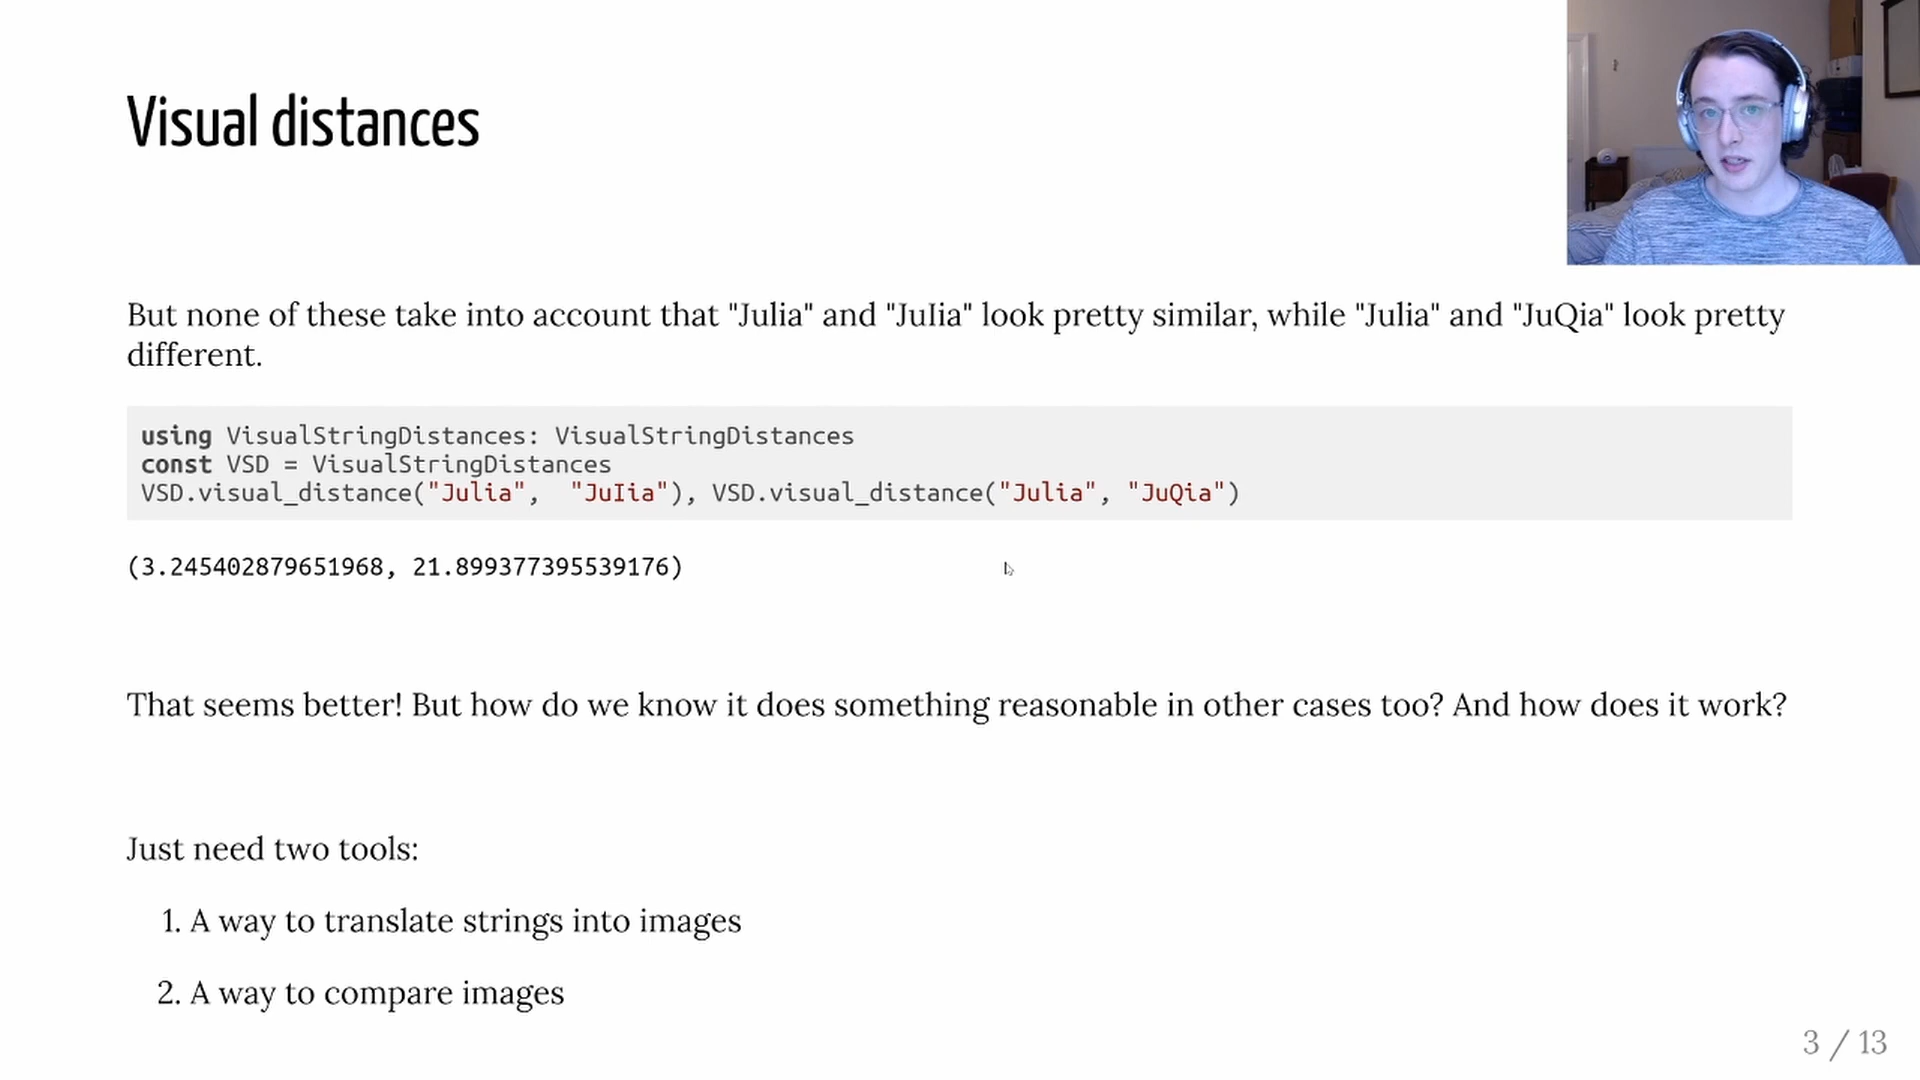 Visual distances
But none of these take into account that "Julia" and "JuIia" look pretty similar, while "Julia" and "JuQia" look pretty
different.
using VisualStringDistances: VisualStringDistances
const VSD = VisualStringDistances
VSD.visual_distance("Julia",  "JuIia"), VSD.visual_distance("Julia", "JuQia")
(3.245402879651968, 21.899377395539176)
That seems better! But how do we know it does something reasonable in other cases too? And how does it work?
Just need two tools:
1. A way to translate strings into images
2. A way to compare images
3 / 13